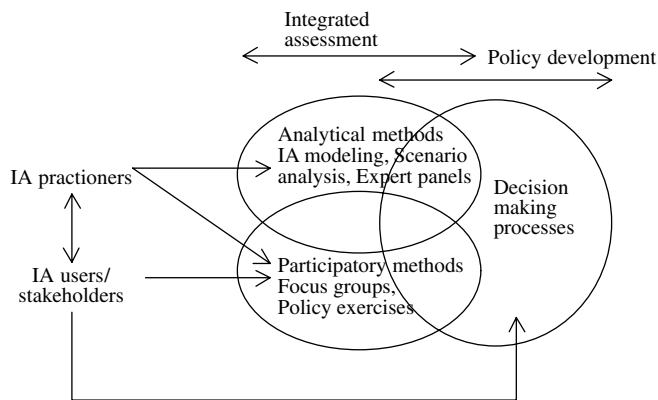 Integrated
assessment
Policy development
Analytical methods
IA modeling, Scenario
analysis, Expert panels
IA practioners
Decision
making
processes
IA users/
stakeholders
Participatory methods
Focus groups,
Policy exercises